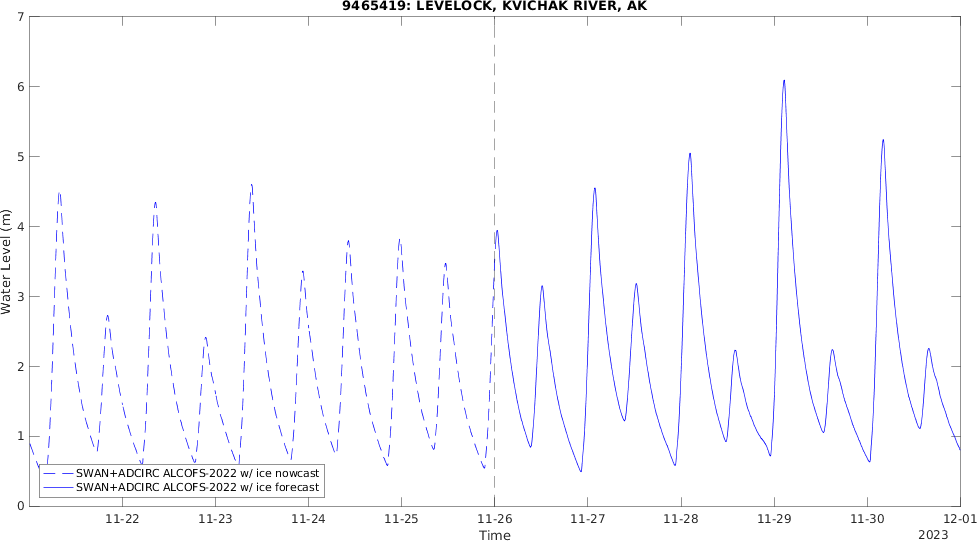 9465419: LEVELOCK, KVICHAK RIVER, AK
7
6
5
4
3
2
1
0
Water Level (m)
SWAN+ADCIRC ALCOFS-2022 w/ ice nowcast
SWAN+ADCIRC ALCOFS-2022 w/ ice forecast
11-22 11-23 11-24 11-25 11-26 11-27 11-28 11-29 11-30 12-01
Time
2023